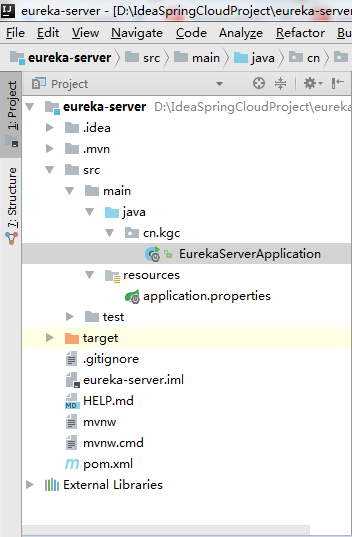 eureka-server - [D:\IdeaSpringCloudProject\eureka-server
File Edit View Navigate Code Analyze Refactor
eureka-server src main java cn
1: Project
Project
eureka-server D:\IdeaSpringCloudProject\eureka
.idea
.mvn
src
main
java
cn.kgc
EurekaServerApplication
resources
application.properties
test
target
.gitignore
eureka-server.iml
HELP.md
mvnw
mvnw.cmd
pom.xml
External Libraries
7: Structure